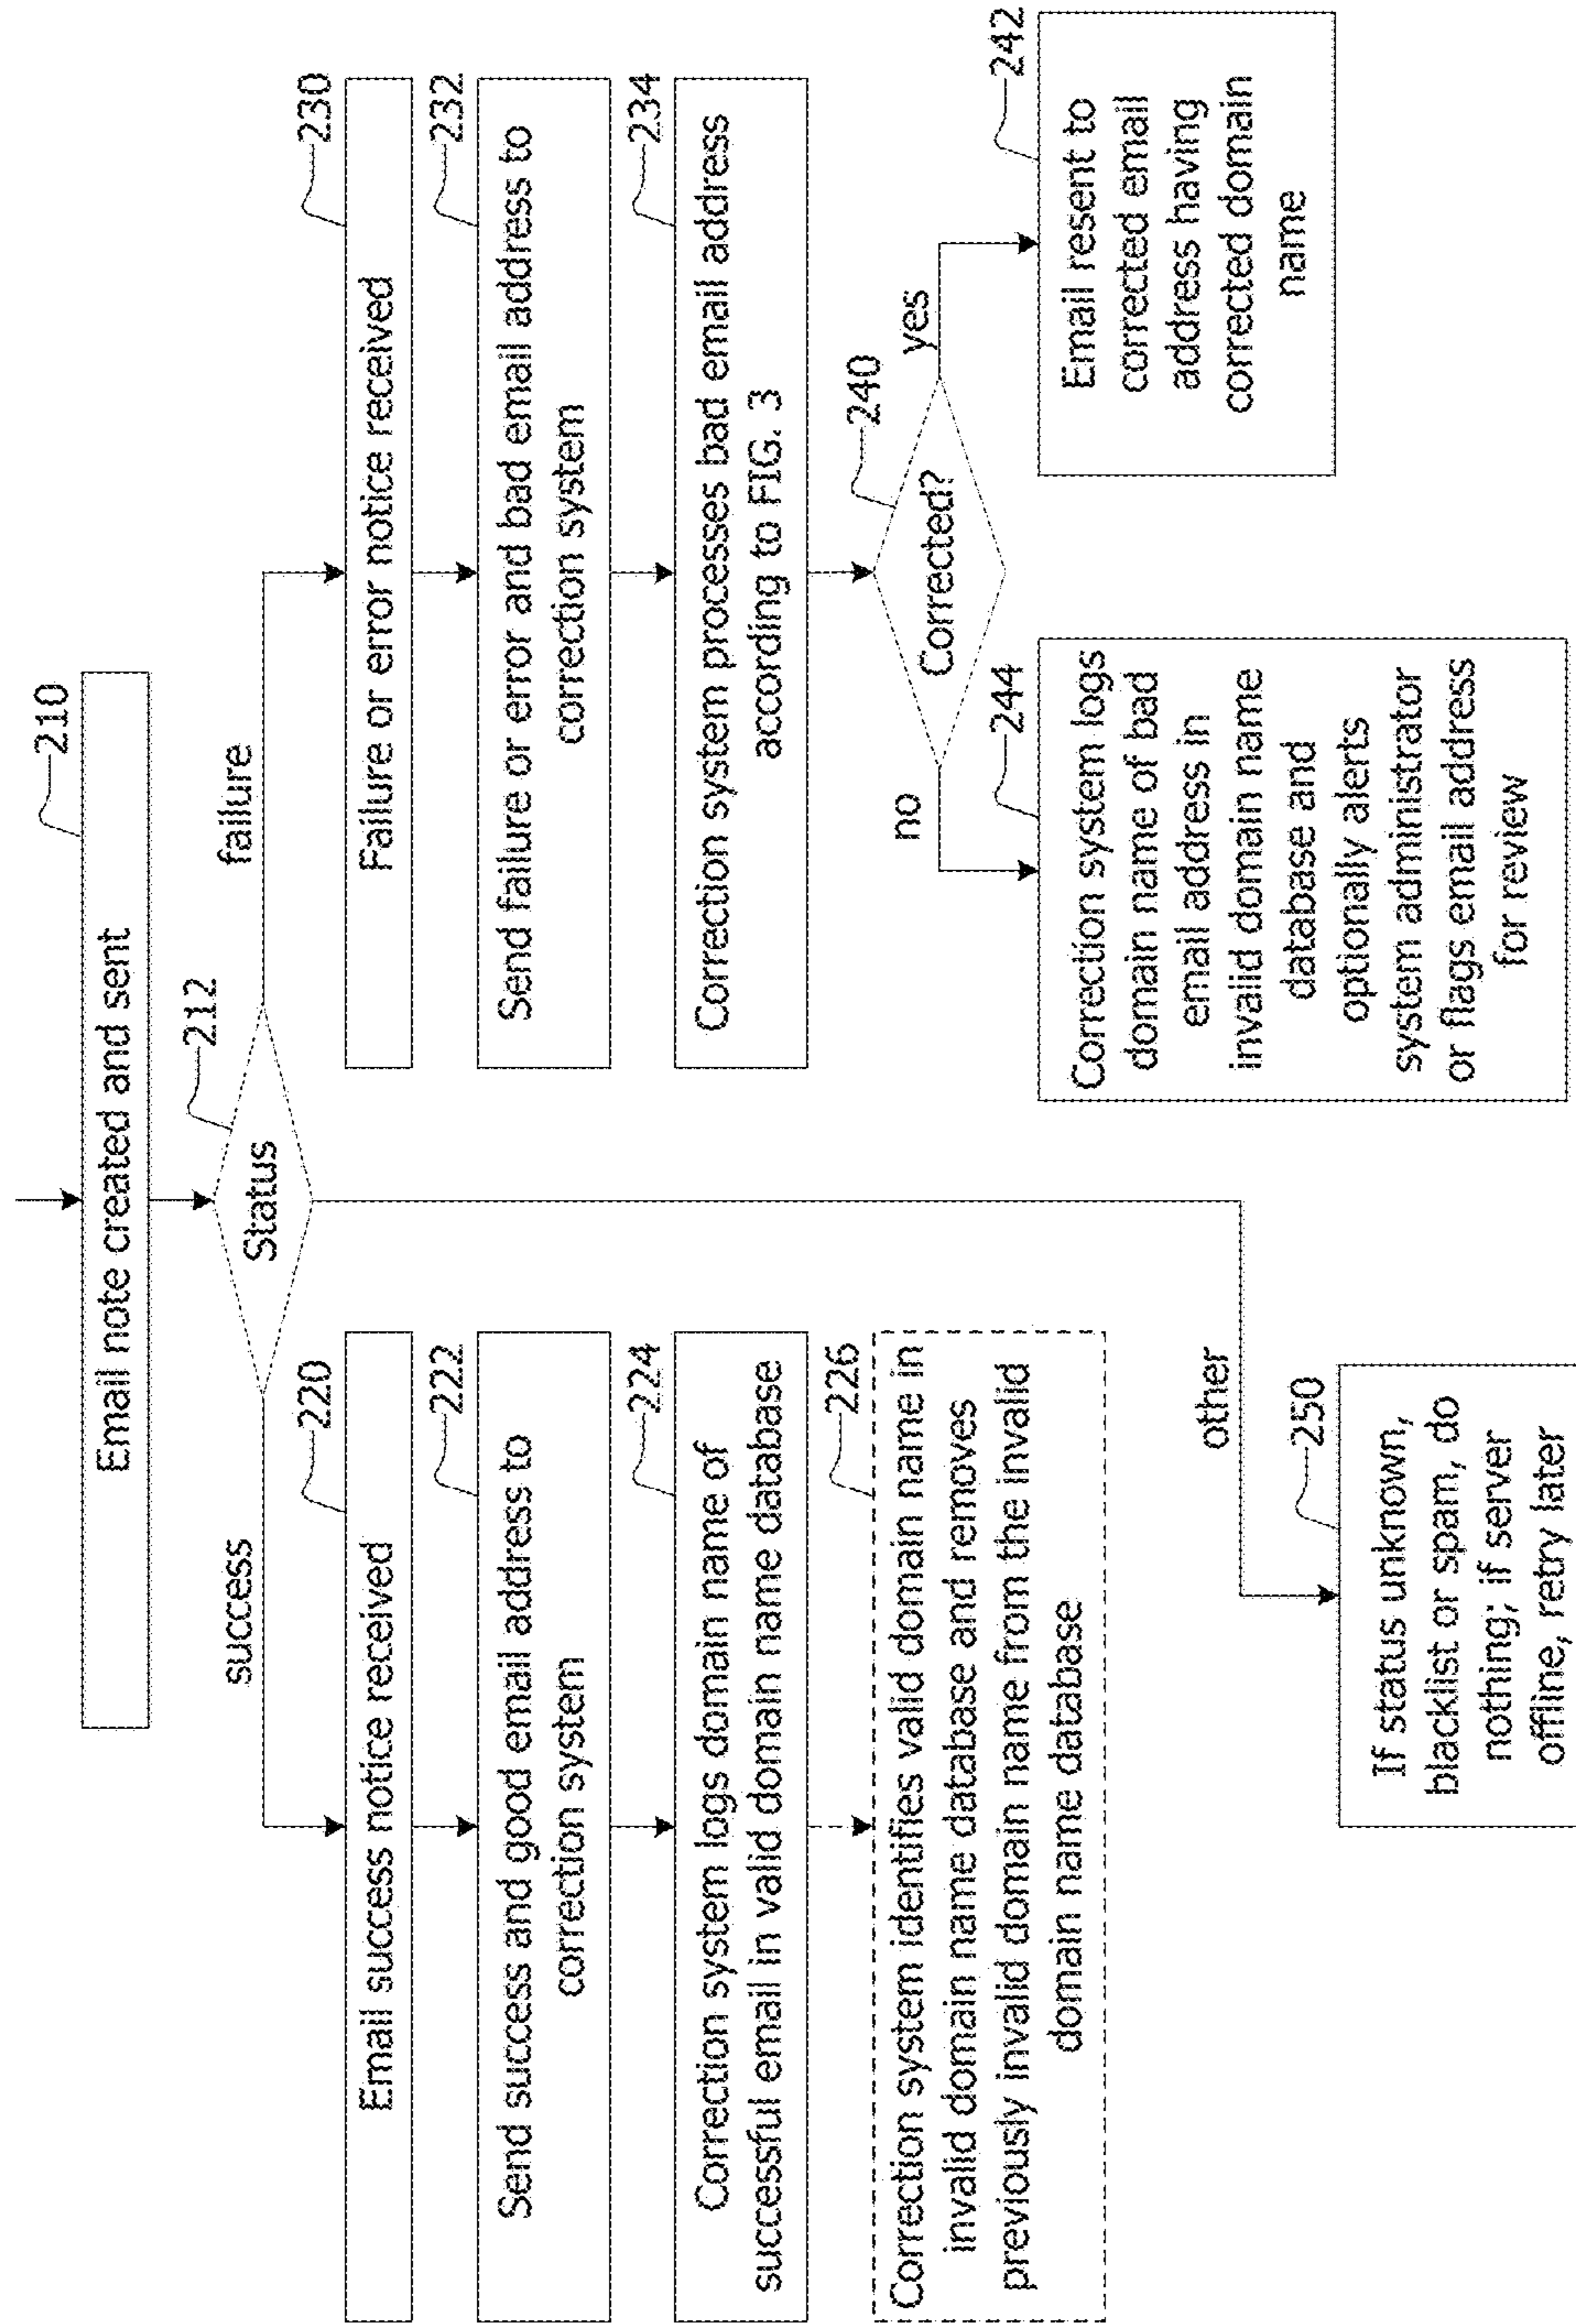 210
Email note created and sent
212
Status
success
failure
other
220
Email success notice received
222
Send success and good email address to
correction system
224
Correction system logs domain name of
successful email in valid domain name database
226
Correction system identifies valid domain name in
invalid domain name database and removes
previously invalid domain name from the invalid
domain name database
230
Failure or error notice received
232
Send failure or error and bad email address to
correction system
234
Correction system processes bad email address
according to FIG. 3
240
Corrected?
no
yes
244
Correction system logs
domain name of bad
email address in
invalid domain name
database and
optionally alerts
system administrator
or flags email address
for review
242
Email resent to
corrected email
address having
corrected domain
name
250
If status unknown,
blacklist or spam, do
nothing; if server
offline, retry later